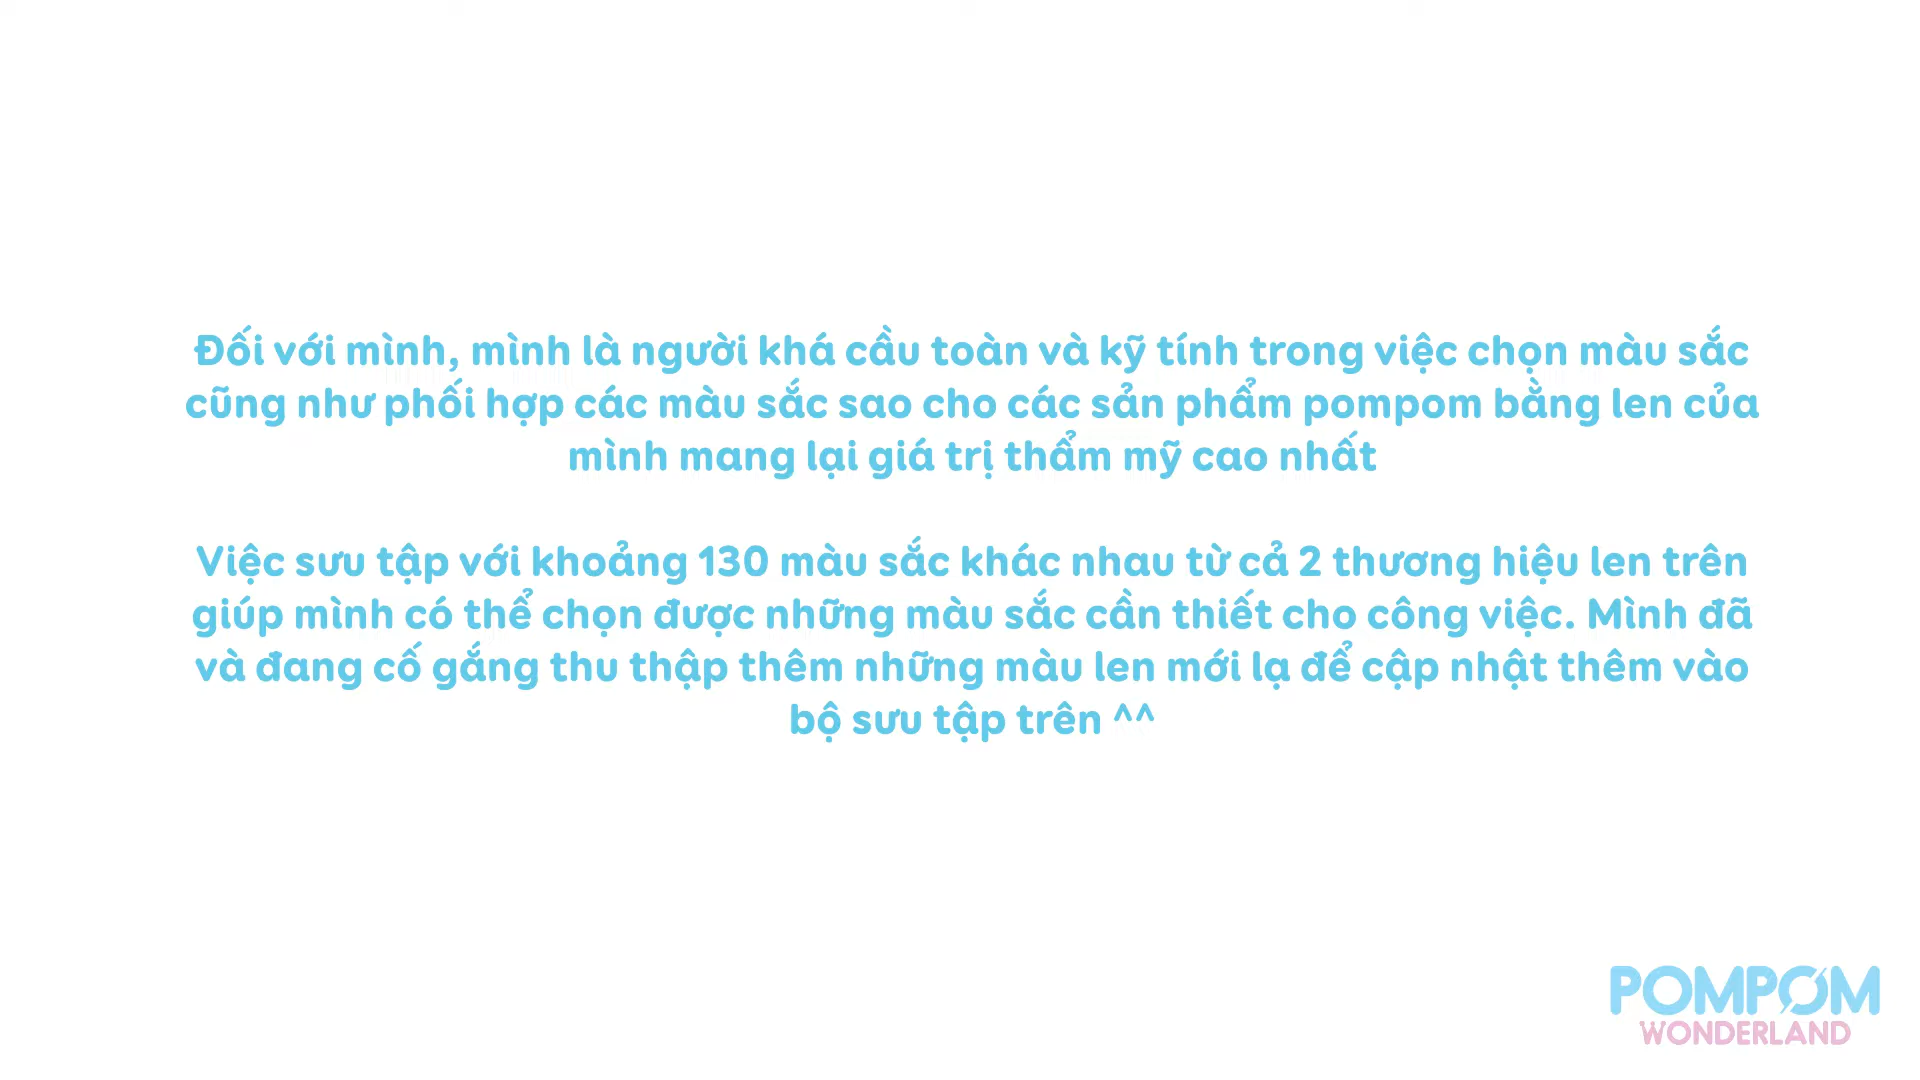 Đối với mình, mình là người khá cầu toàn và kỹ tính trong việc chọn màu sắc
cũng như phối hợp các màu sắc sao cho các sản phẩm pompom bằng len của
mình mang lại giá trị thẩm mỹ cao nhất
Việc sưu tập với khoảng 130 màu sắc khác nhau từ cả 2 thương hiệu len trên
giúp mình có thể chọn được những màu sắc cần thiết cho công việc. Mình đã
và đang cố gắng thu thập thêm những màu len mới lạ để cập nhật thêm vào
bộ sưu tập trên ^^
POMPOM
WONDERLAND